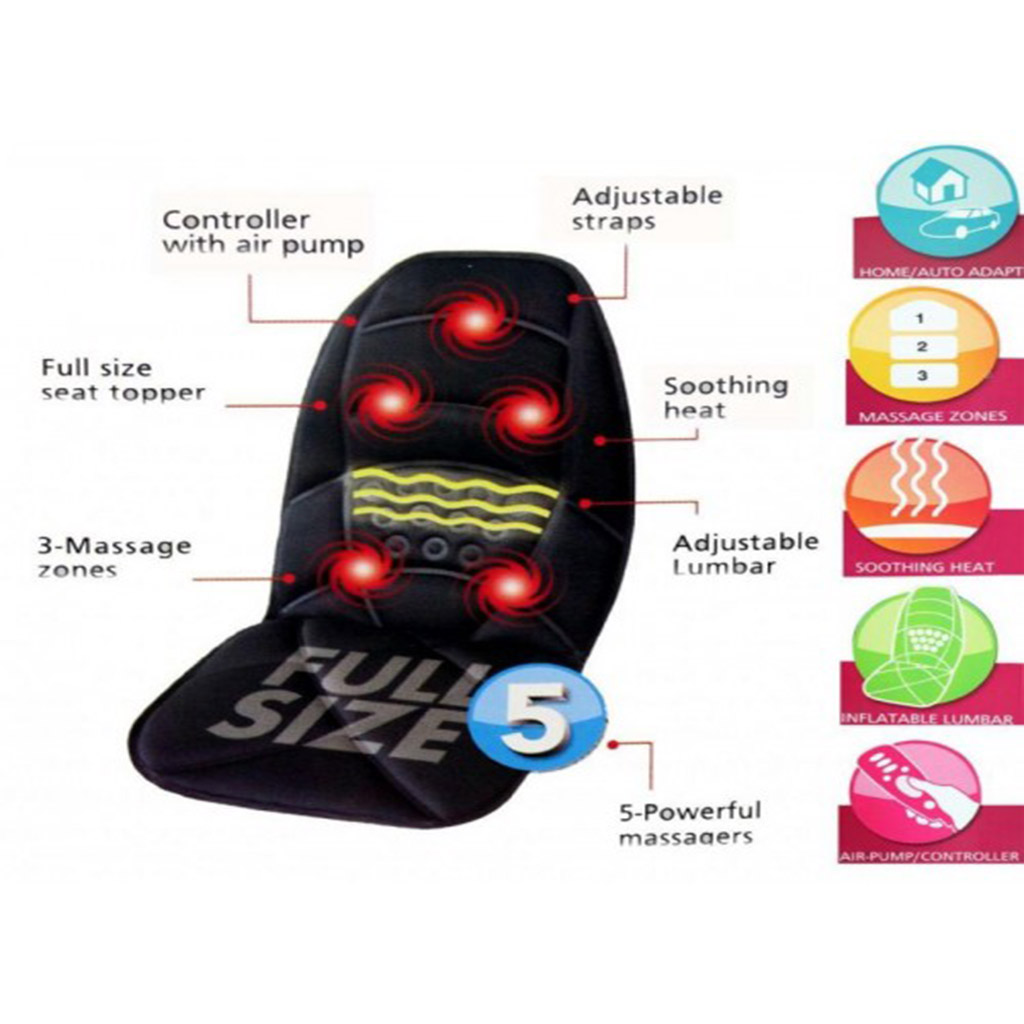 Controller
with air pump
Adjustable
straps
Full size
seat topper
Soothing
heat
3-Massage
zones
Adjustable
Lumbar
FULL
SIZE
5
5-Powerful
massagers
HOME/AUTO ADAPT
1
2
3
MASSAGE ZONES
SOOTHING HEAT
INFLATABLE LUMBAR
AIR-PUMP/CONTROLLER